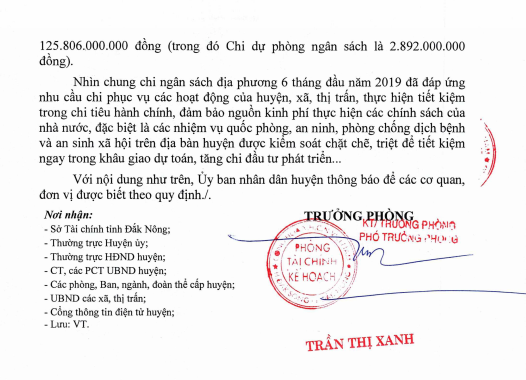 125.806.000.000 đồng (trong đó Chi dự phòng ngân sách là 2.892.000.000
đồng).
Nhìn chung chi ngân sách địa phương 6 tháng đầu năm 2019 đã đáp ứng
nhu cầu chi phục vụ các hoạt động của huyện, xã, thị trấn, thực hiện tiết kiệm
trong chi tiêu hành chính, đảm bảo nguồn kinh phí thực hiện các chính sách của
nhà nước, đặc biệt là các nhiệm vụ quốc phòng, an ninh, phòng chống dịch bệnh
và an sinh xã hội trên địa bàn huyện được kiểm soát chặt chẽ, triệt để tiết kiệm
ngay trong khâu giao dự toán, tăng chi đầu tư phát triển...
Với nội dung như trên, Ủy ban nhân dân huyện thông báo để các cơ quan,
đơn vị được biết theo quy định./.
Nơi nhận:
- Sở Tài chính tỉnh Đắk Nông;
- Thường trực Huyện ủy;
- Thường trực HĐND huyện;
- CT, các PCT UBND huyện;
- Các phòng, Ban, ngành, đoàn thể cấp huyện;
- UBND các xã, thị trấn;
- Cổng thông tin điện tử huyện;
- Lưu: VT.
TRƯỞNG PHÒNG
KT/TRƯỞNG PHÒNG
PHÓ TRƯỞNG PHÒNG
PHÒNG
TÀI CHÍNH
KẾ HOẠCH
TRẦN THỊ XANH